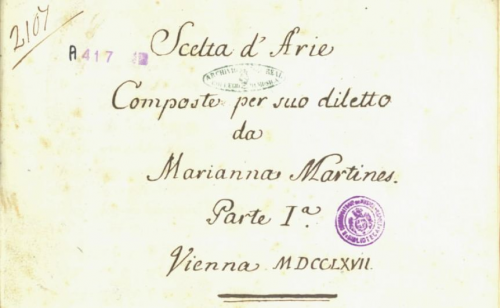 2107
A 417
Scelta d' Arie
Composte per suo diletto
da
Marianna Martines.
Parte I.ª
Vienna MDCCLXVII